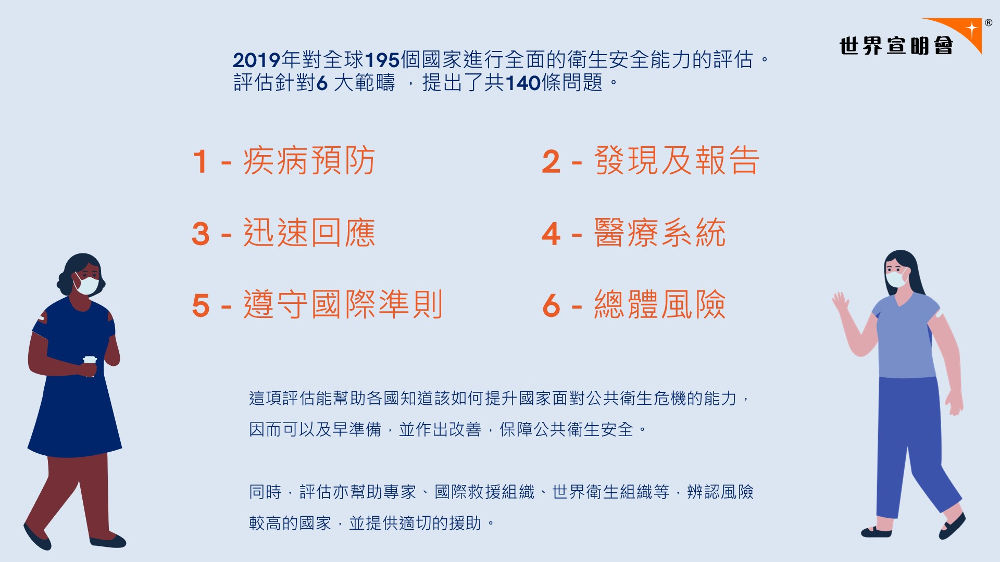 世界宣明會®
2019年對全球195個國家進行全面的衛生安全能力的評估。
評估針對6 大範疇 ，提出了共140條問題。
1 - 疾病預防
2 - 發現及報告
3 - 迅速回應
4 - 醫療系統
5 - 遵守國際準則
6 - 總體風險
這項評估能幫助各國知道該如何提升國家面對公共衛生危機的能力，
因而可以及早準備，並作出改善，保障公共衛生安全。
同時，評估亦幫助專家、國際救援組織、世界衛生組織等，辨認風險
較高的國家，並提供適切的援助。